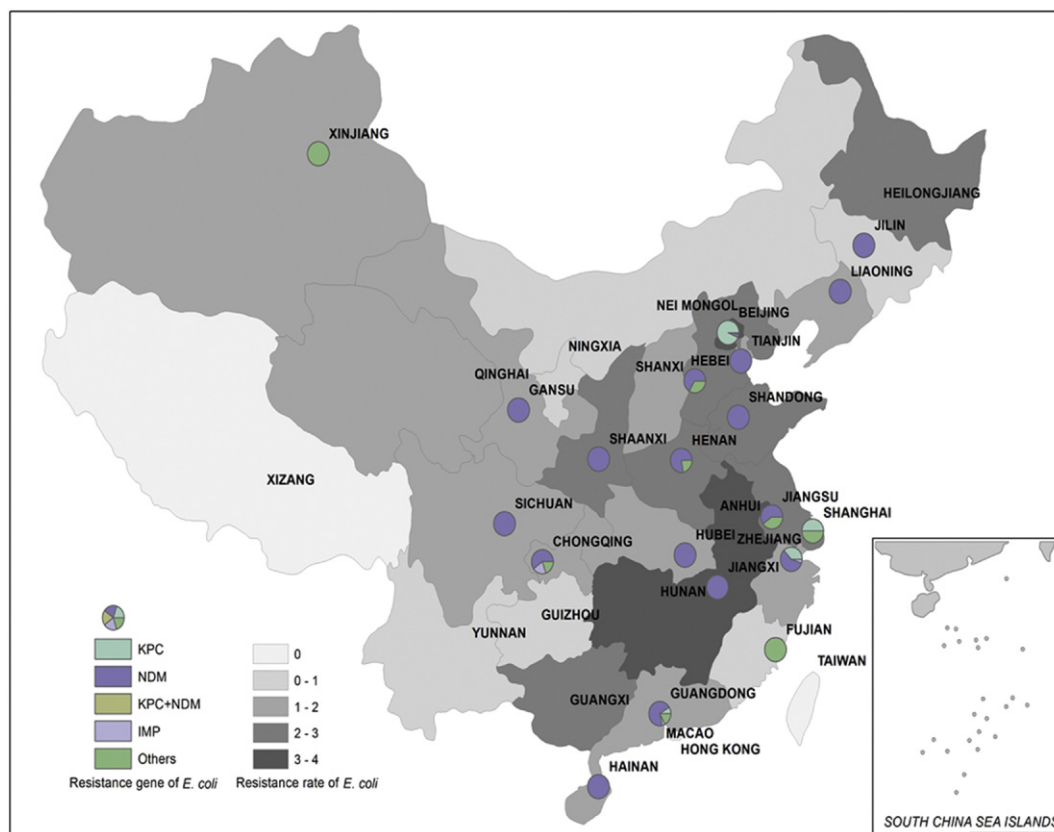 XINJIANG
HEILONGJIANG
JILIN
LIAONING
NEI MONGOL
BEIJING
TIANJIN
NINGXIA
SHANXI
HEBEI
QINGHAI
GANSU
SHANDONG
SHAANXI
HENAN
XIZANG
SICHUAN
ANHUI
JIANGSU
SHANGHAI
CHONGQING
HUBEI
ZHEJIANG
JIANGXI
HUNAN
GUIZHOU
YUNNAN
FUJIAN
TAIWAN
GUANGXI
GUANGDONG
MACAO
HONG KONG
HAINAN
KPC
NDM
KPC+NDM
IMP
Others
Resistance gene of E. coli
0
0 - 1
1 - 2
2 - 3
3 - 4
Resistance rate of E. coli
SOUTH CHINA SEA ISLANDS